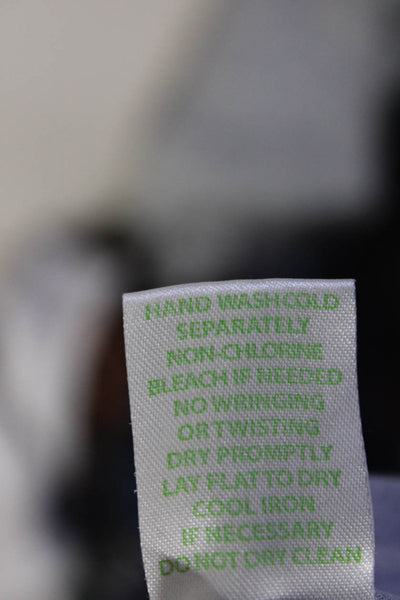 HAND WASH COLD
SEPARATELY
NON-CHLORINE
BLEACH IF NEEDED
NO WRINGING
OR TWISTING
DRY PROMPTLY
LAY FLAT TO DRY
COOL IRON
IF NECESSARY
DO NOT DRY CLEAN